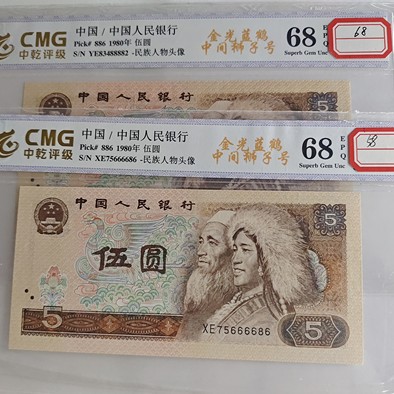 CMG
中乾评级
中国 / 中国人民银行
Pick# 886 1980年 伍圆
S/N YE83488882 -民族人物头像
金光蓝鹤
中间狮子号
68
E
P
Q
Superb Gem Unc
68
中国人民银行
5
CMG
中乾评级
中国 / 中国人民银行
Pick# 886 1980年 伍圆
S/N XE75666686 -民族人物头像
金光蓝鹤
中间狮子号
68
E
P
Q
Superb Gem Unc
68
中国人民银行
5
伍圆
5
XE75666686
5